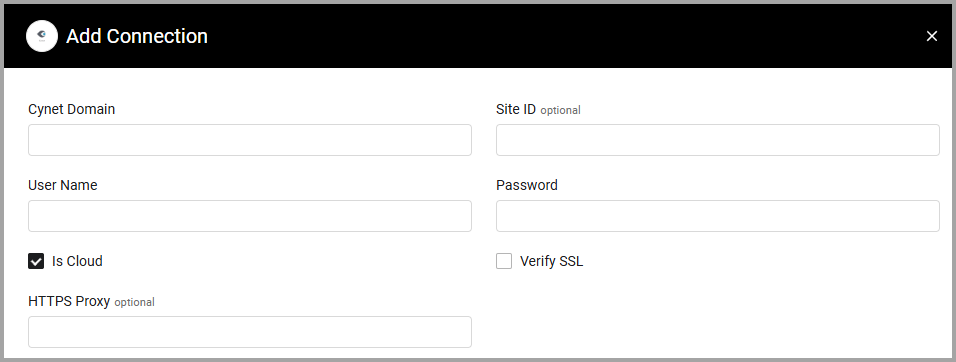 Add Connection
Cynet Domain
Site ID optional
User Name
Password
Is Cloud
Verify SSL
HTTPS Proxy optional